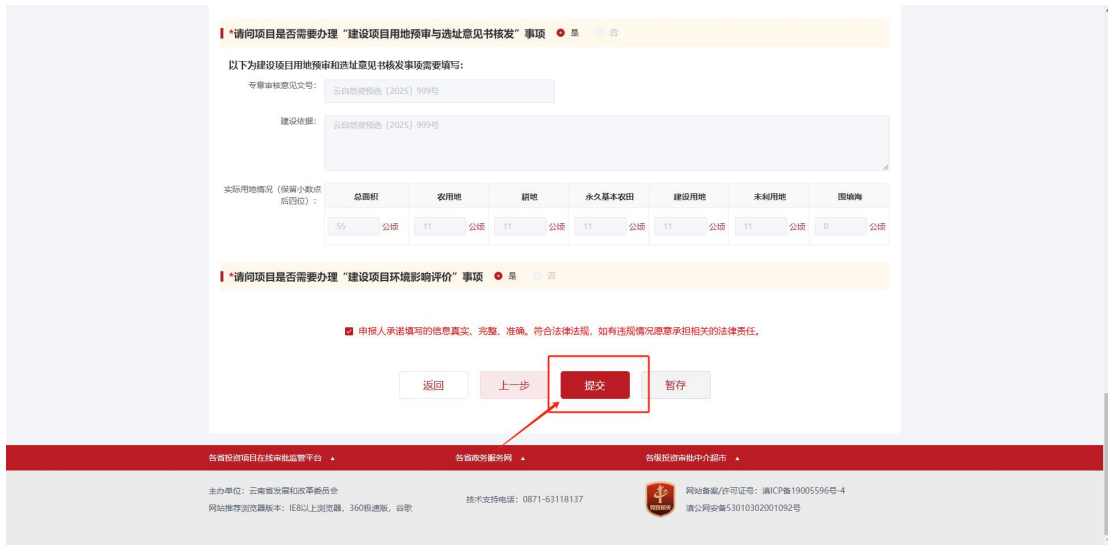 *请问项目是否需要办理“建设项目用地预审与选址意见书核发”事项 是 否
以下为建设项目用地预审和选址意见书核发事项需要填写：
专章审核意见文号： 云自然资预选〔2025〕999号
建设依据： 云自然资预选〔2025〕999号
实际用地情况（保留小数点
后四位）：
总面积 农用地 耕地 永久基本农田 建设用地 未利用地 围填海
55 公顷 11 公顷 11 公顷 11 公顷 11 公顷 11 公顷 0 公顷
*请问项目是否需要办理“建设项目环境影响评价”事项 是 否
申报人承诺填写的信息真实、完整、准确。符合法律法规，如有违规情况愿意承担相关的法律责任。
返回 上一步 提交 暂存
各省投资项目在线审批监管平台 各省政务服务网 各级投资审批中介超市
主办单位：云南省发展和改革委员会
网站推荐浏览器版本：IE8以上浏览器，360极速版，谷歌
技术支持电话：0871-63118137
党政机关
网站备案/许可证号：滇ICP备19005596号-4
滇公网安备53010302001092号